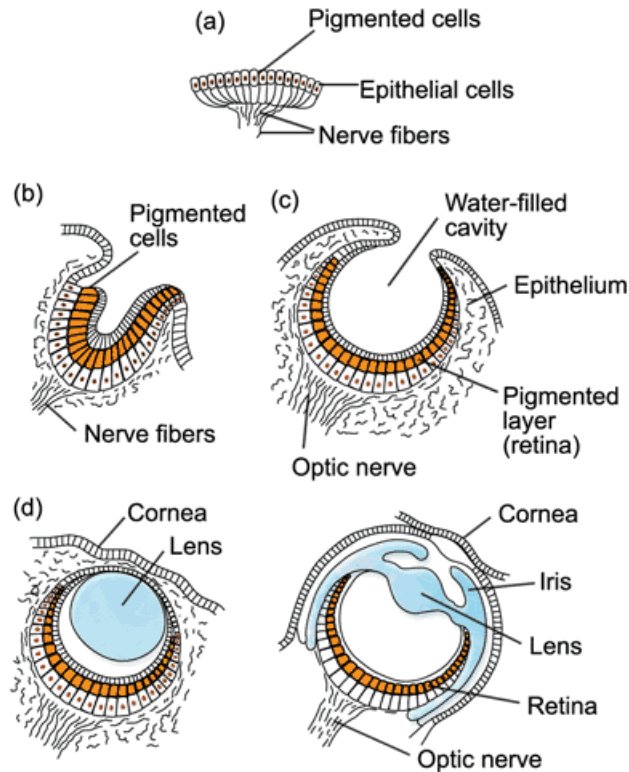 (a)
Pigmented cells
Epithelial cells
Nerve fibers
(b)
Pigmented
cells
Nerve fibers
(c)
Water-filled
cavity
Epithelium
Pigmented
layer
(retina)
Optic nerve
(d)
Cornea
Lens
Cornea
Iris
Lens
Retina
Optic nerve